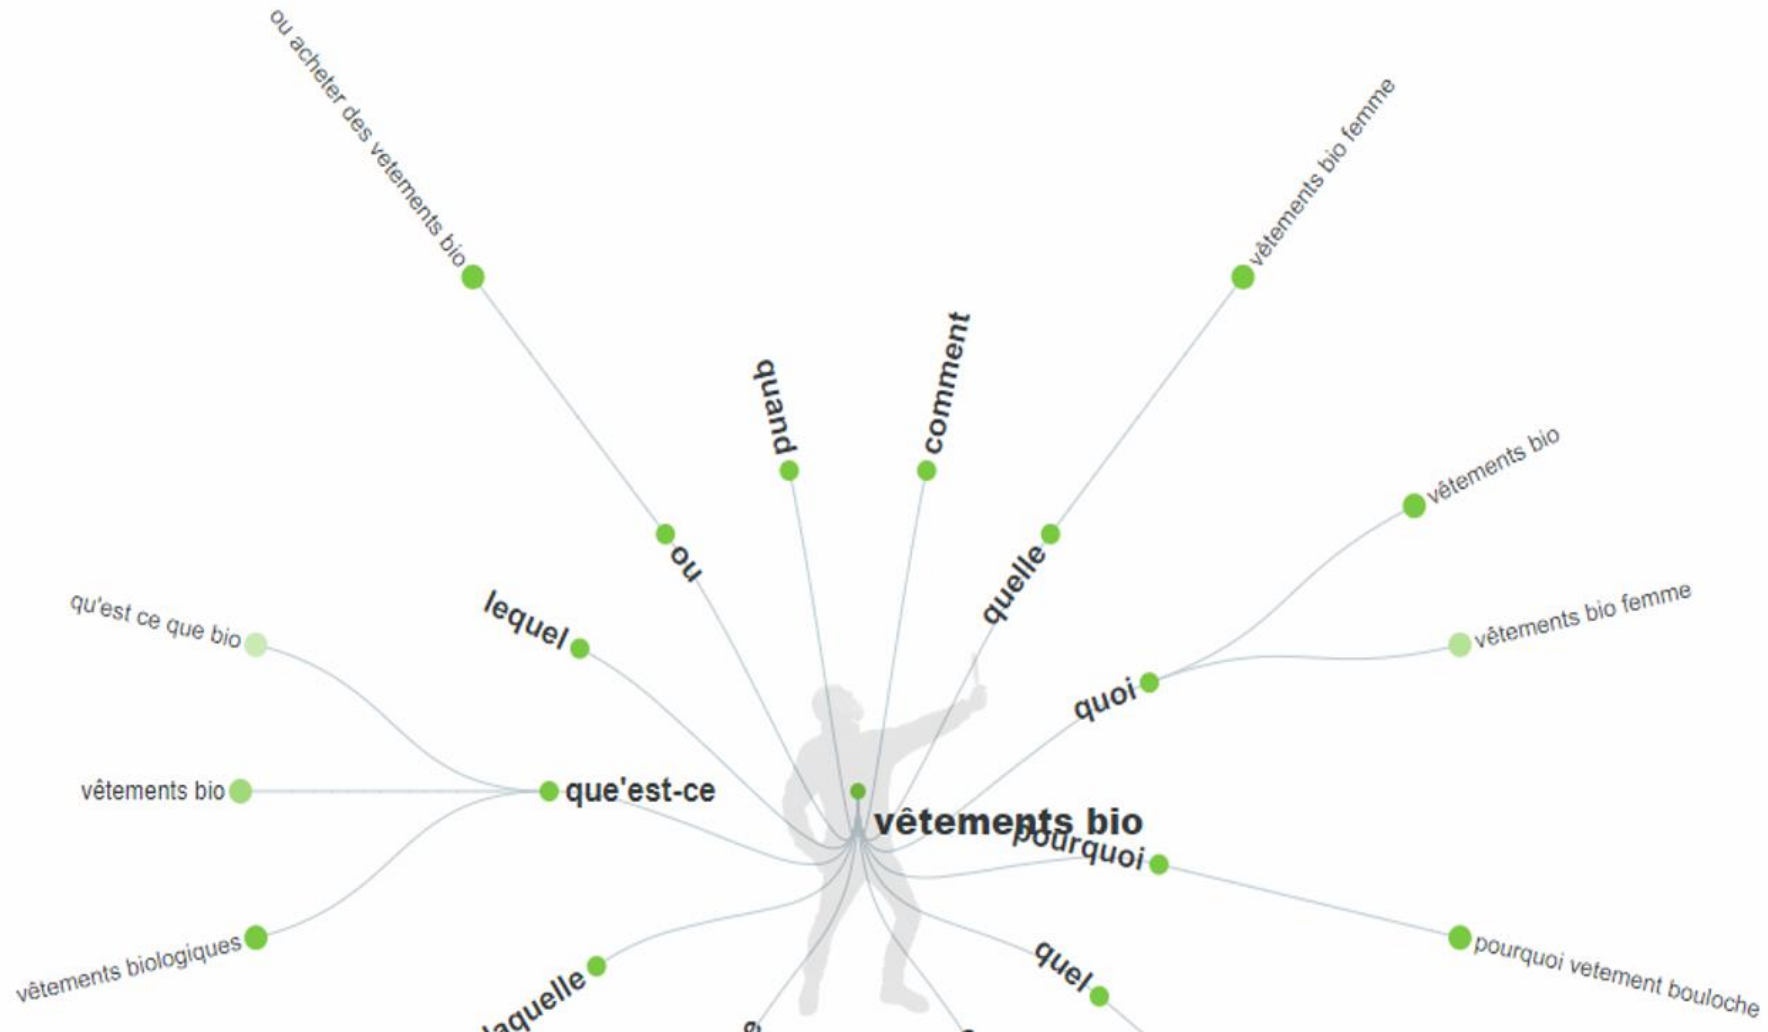 ou acheter des vetements bio
vêtements bio femme
quand
comment
ou
quelle
vêtements bio
lequel
qu'est ce que bio
vêtements bio femme
quoi
vêtements bio
que'est-ce
vêtements bio
pourquoi
vêtements biologiques
laquelle
quel
pourquoi vetement bouloche